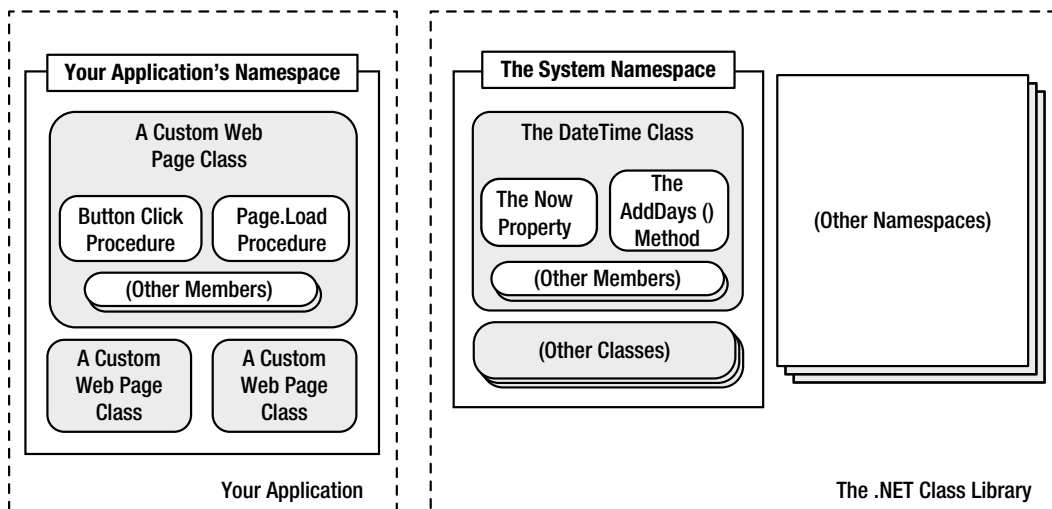 Your Application's Namespace
A Custom Web
Page Class
Button Click
Procedure
Page.Load
Procedure
(Other Members)
A Custom
Web Page
Class
A Custom
Web Page
Class
Your Application
The System Namespace
The DateTime Class
The Now
Property
The
AddDays ()
Method
(Other Members)
(Other Classes)
(Other Namespaces)
The .NET Class Library